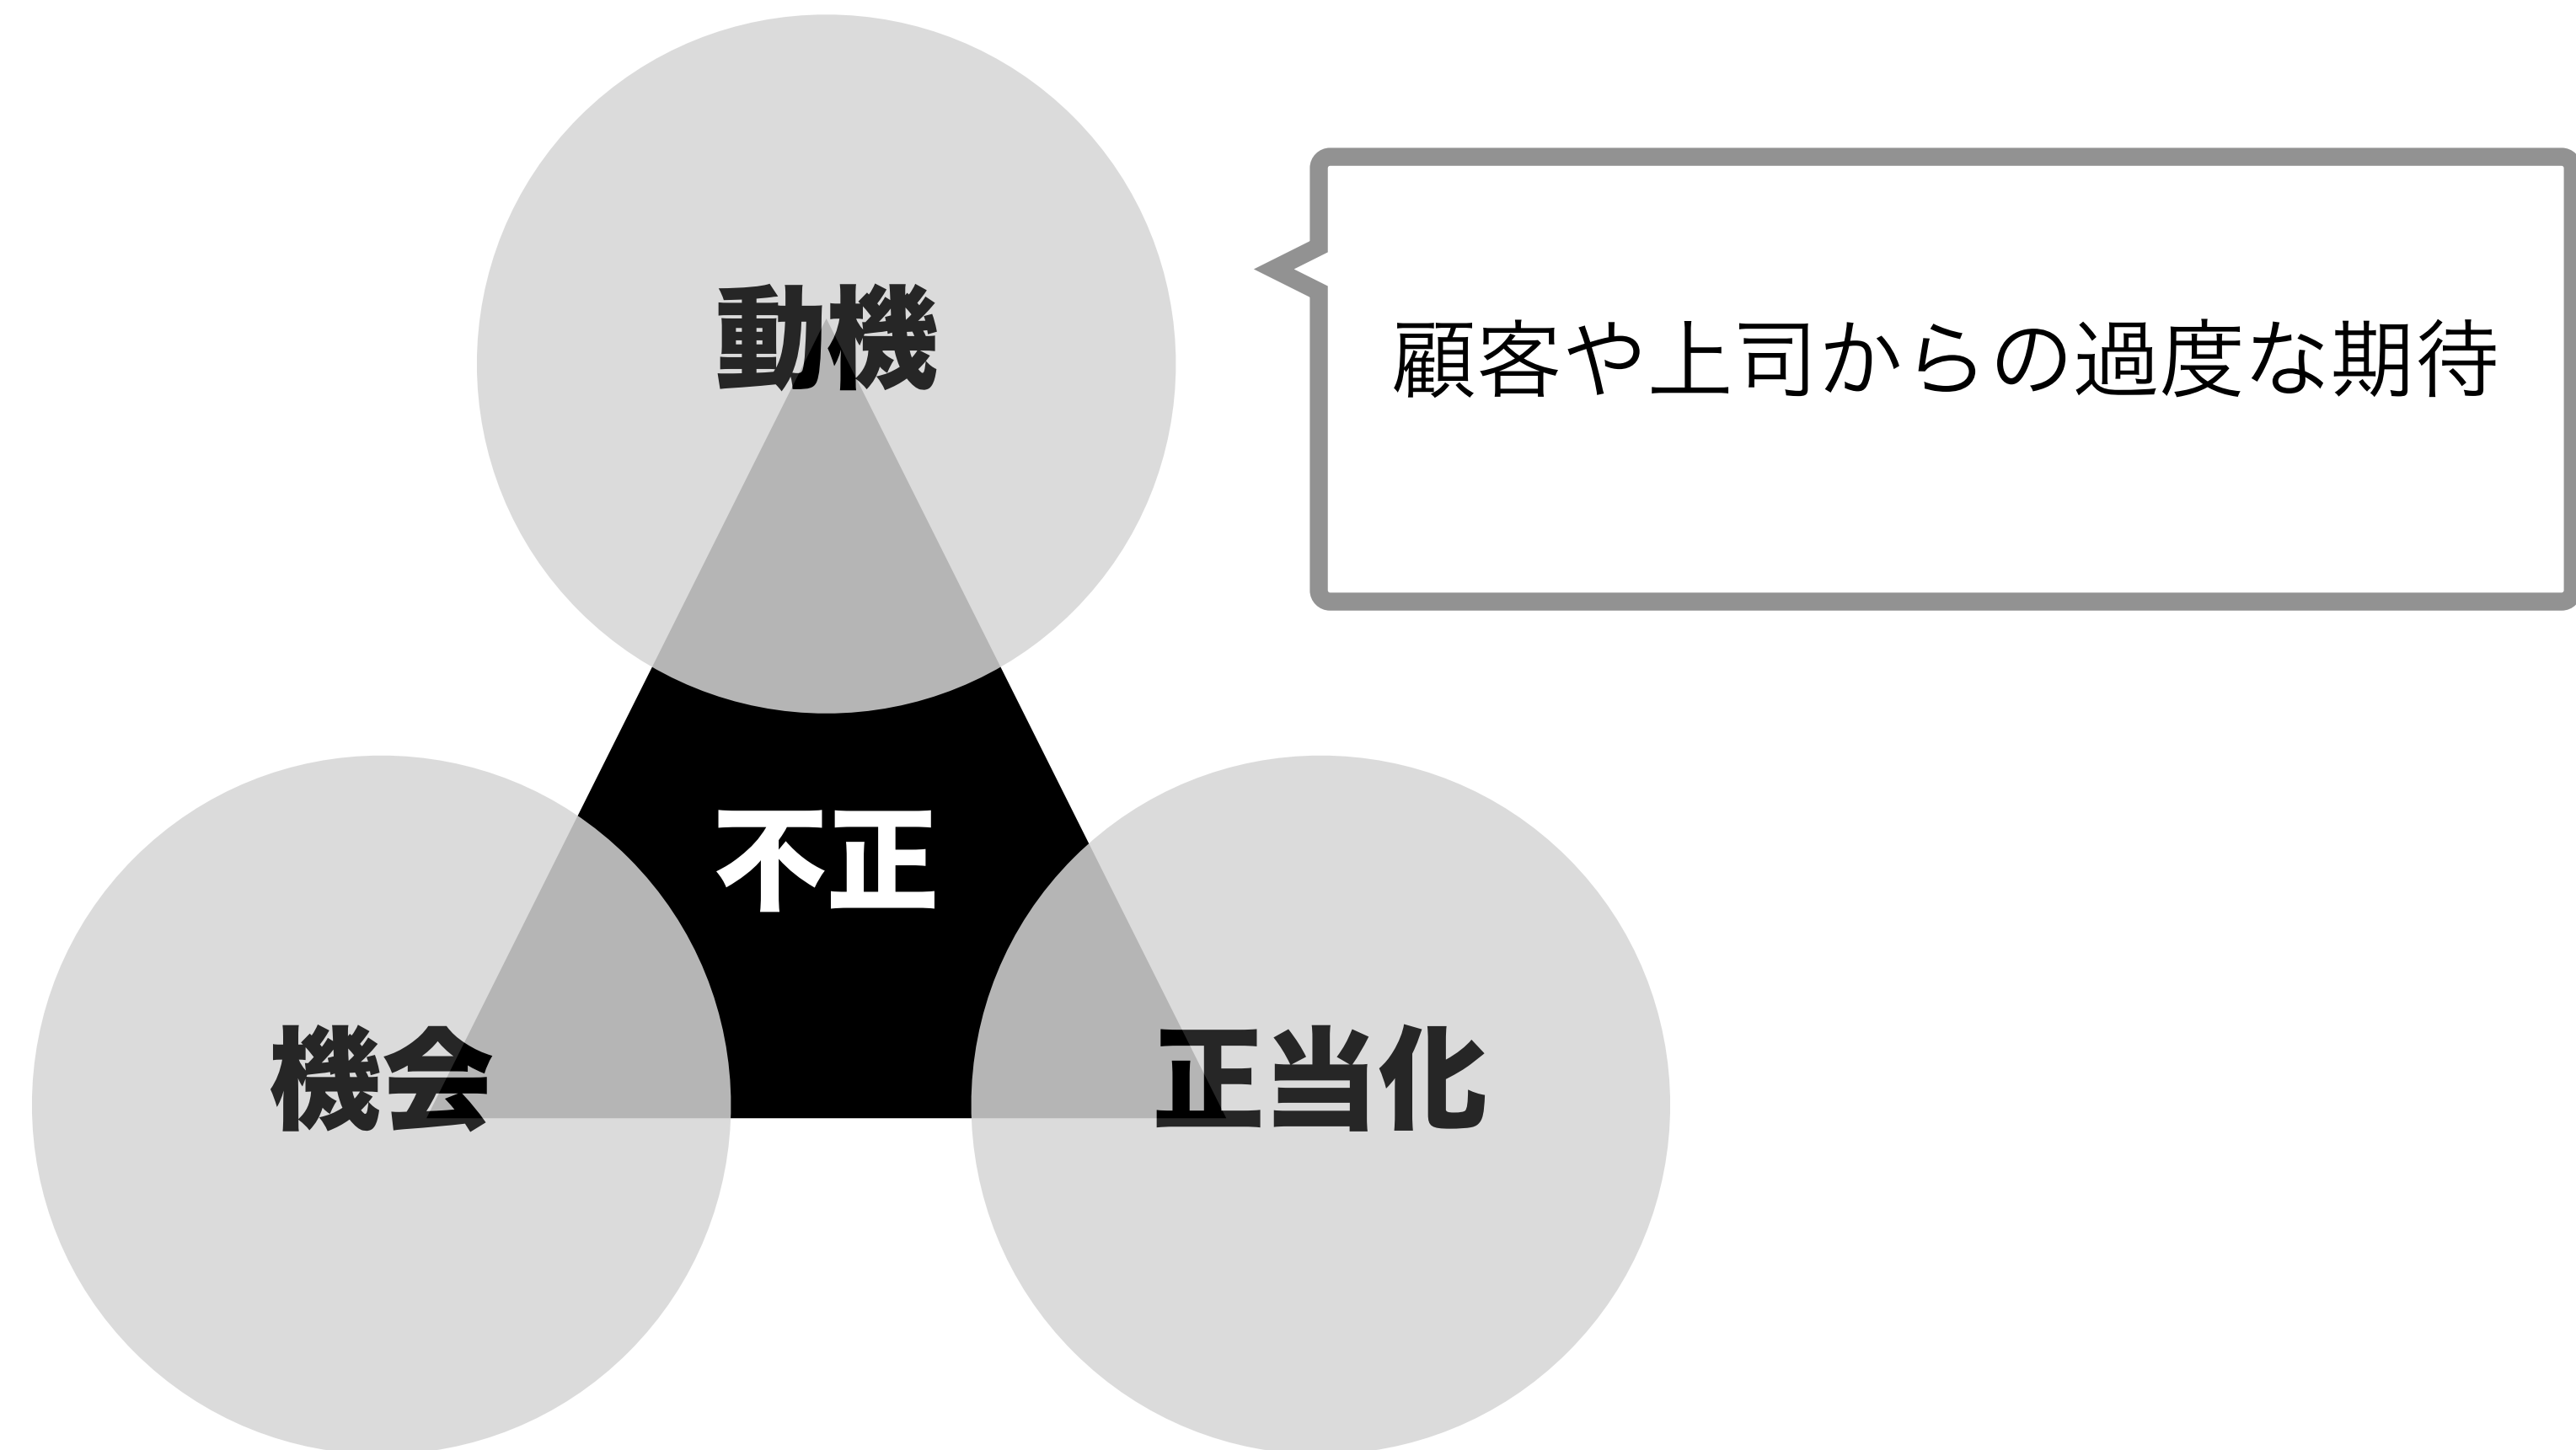 動機
顧客や上司からの過度な期待
不正
機会
正当化